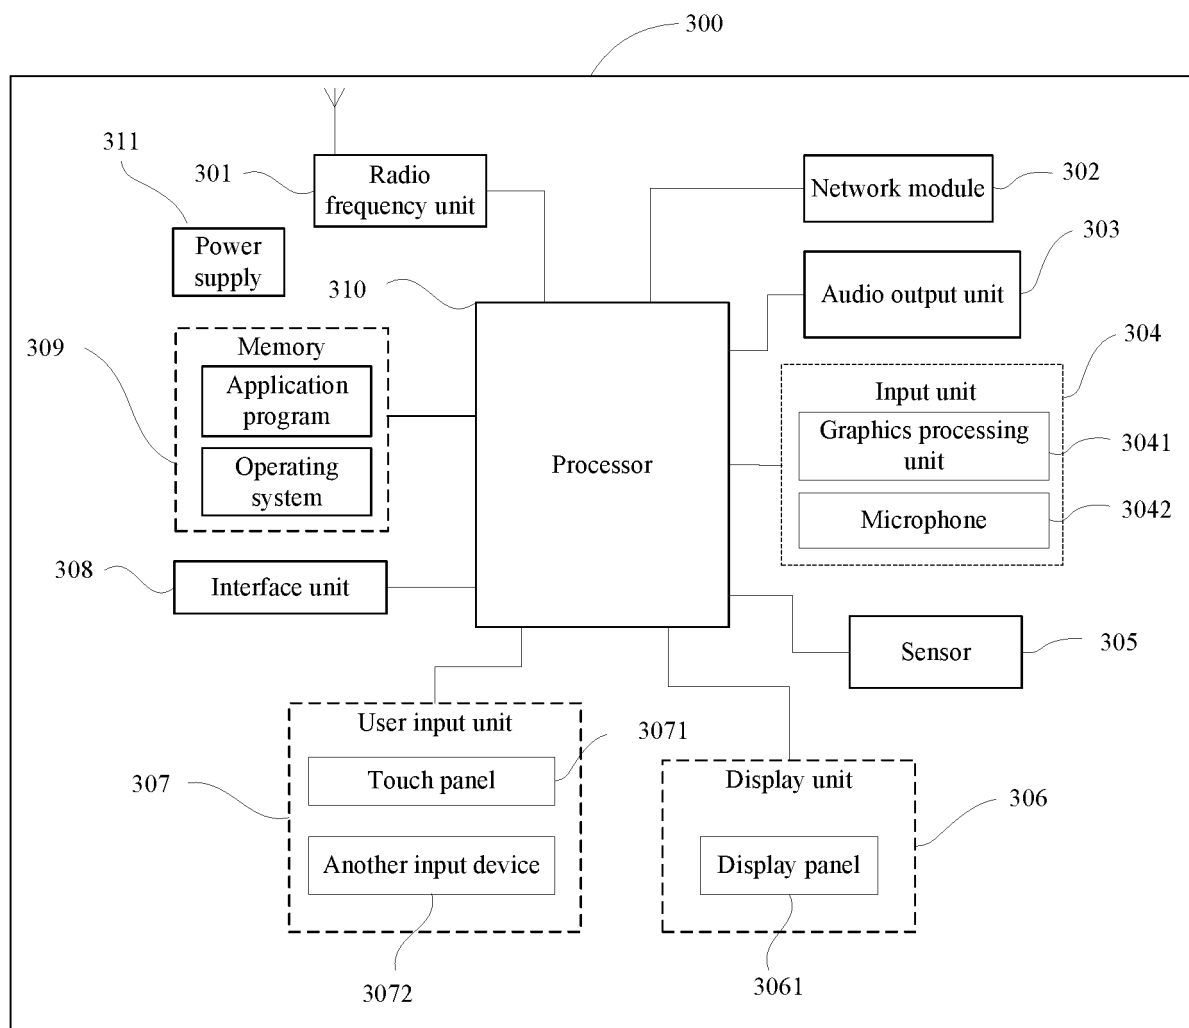 300
311
301
Radio
frequency unit
Network module
302
303
Power
supply
310
Audio output unit
309
Memory
Application
program
Operating
system
304
Input unit
Graphics processing
unit
3041
Microphone
3042
Processor
308
Interface unit
Sensor
305
User input unit
3071
Touch panel
307
Another input device
3072
Display unit
306
Display panel
3061